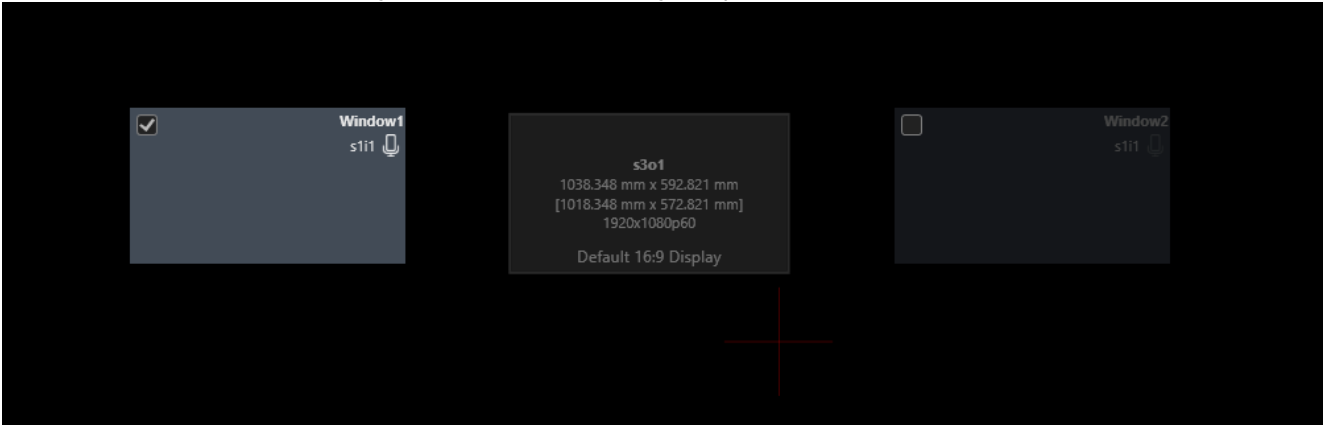 Window1
s1i1
s3o1
1038.348 mm x 592.821 mm
[1018.348 mm x 572.821 mm]
1920x1080p60
Default 16:9 Display
Window2
s1i1